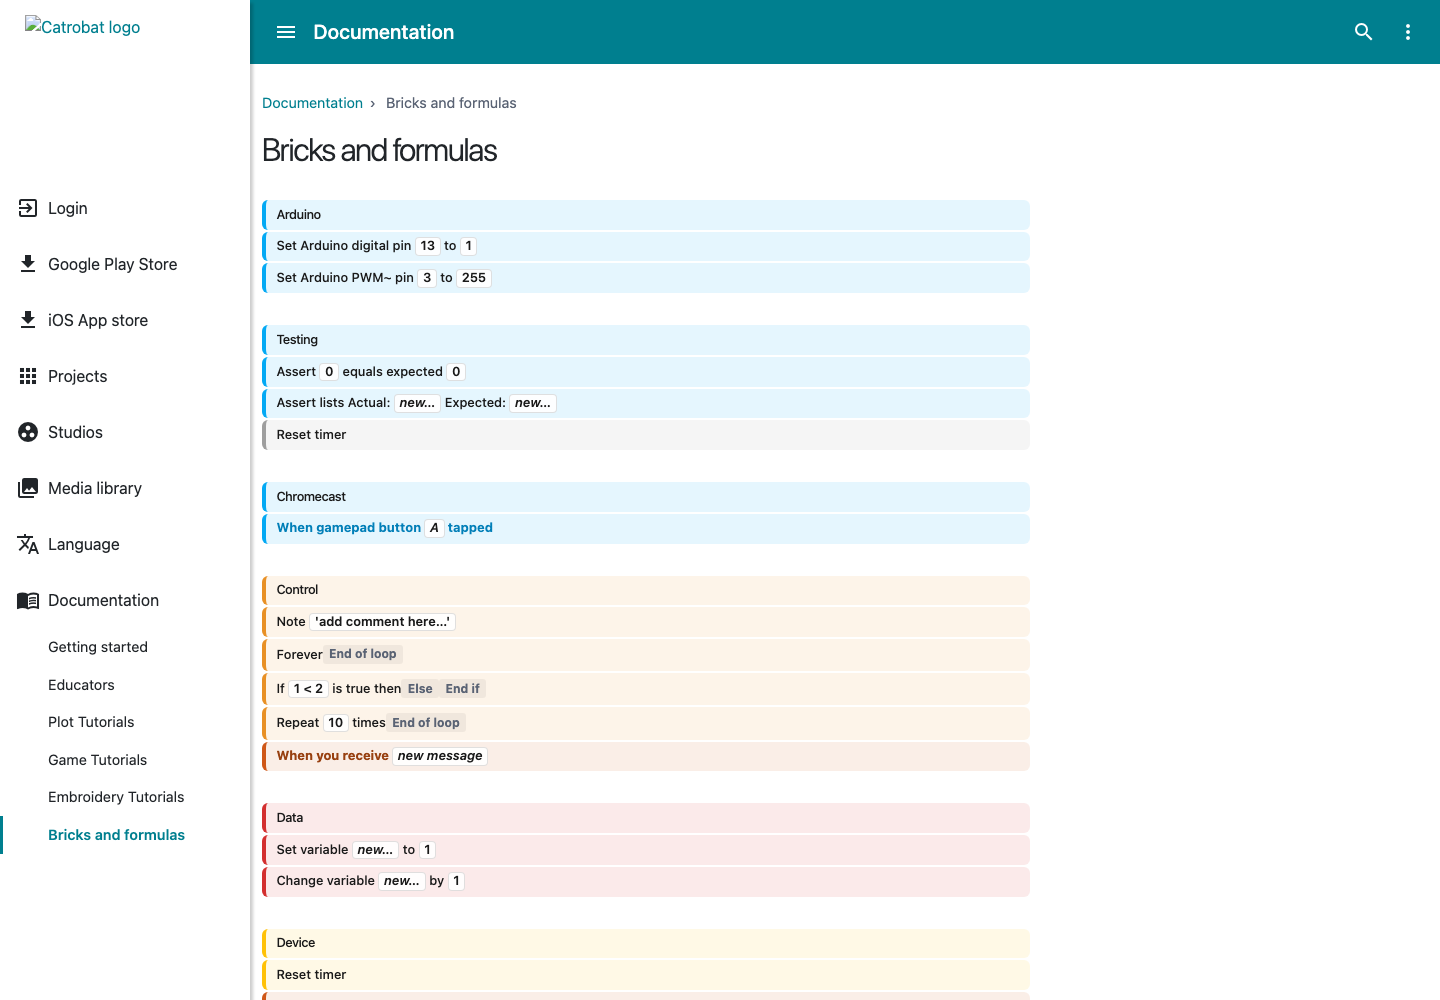 Catrobat logo
Documentation
Login
Google Play Store
iOS App store
Projects
Studios
Media library
Language
Documentation
Getting started
Educators
Plot Tutorials
Game Tutorials
Embroidery Tutorials
Bricks and formulas
Documentation › Bricks and formulas
Bricks and formulas
Arduino
Set Arduino digital pin 13 to 1
Set Arduino PWM~ pin 3 to 255
Testing
Assert 0 equals expected 0
Assert lists Actual: new... Expected: new...
Reset timer
Chromecast
When gamepad button A tapped
Control
Note 'add comment here...'
Forever End of loop
If 1 < 2 is true then Else End if
Repeat 10 times End of loop
When you receive new message
Data
Set variable new... to 1
Change variable new... by 1
Device
Reset timer